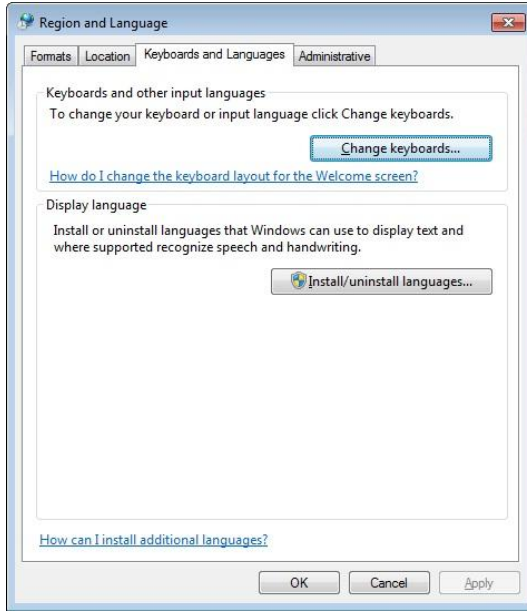 Region and Language
Formats Location Keyboards and Languages Administrative
Keyboards and other input languages
To change your keyboard or input language click Change keyboards.
Change keyboards...
How do I change the keyboard layout for the Welcome screen?
Display language
Install or uninstall languages that Windows can use to display text and
where supported recognize speech and handwriting.
Install/uninstall languages...
How can I install additional languages?
OK Cancel Apply